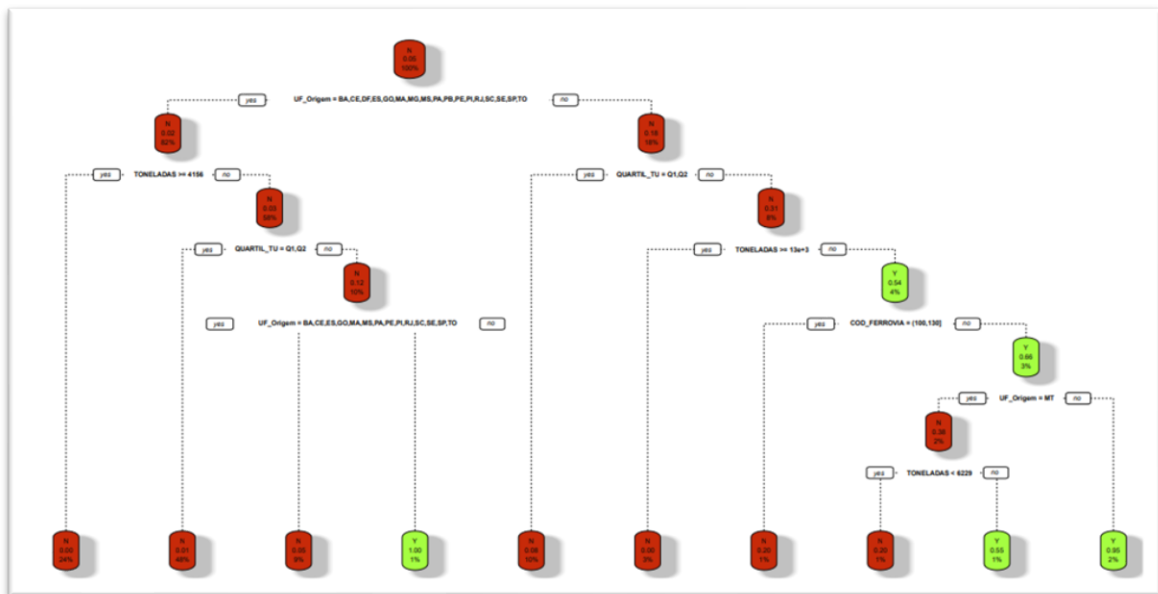 N
0.05
100%
yes UF_Origem = BA,CE,DF,ES,GO,MA,MG,MS,PA,PB,PE,PI,RJ,SC,SE,SP,TO no
N
0.02
82%
N
0.18
18%
yes TONELADAS >= 4156 no
yes QUARTIL_TU = Q1,Q2 no
N
0.03
58%
N
0.31
8%
yes QUARTIL_TU = Q1,Q2 no
yes TONELADAS >= 13e+3 no
N
0.12
10%
Y
0.54
4%
yes UF_Origem = BA,CE,ES,GO,MA,MS,PA,PE,PI,RJ,SC,SE,SP,TO no
yes COD_FERROVIA = (100,130] no
Y
0.66
3%
yes UF_Origem = MT no
N
0.38
2%
yes TONELADAS < 6229 no
N
0.00
24%
N
0.01
48%
N
0.05
9%
Y
1.00
1%
N
0.08
10%
N
0.00
3%
N
0.20
1%
N
0.20
1%
Y
0.55
1%
Y
0.95
2%